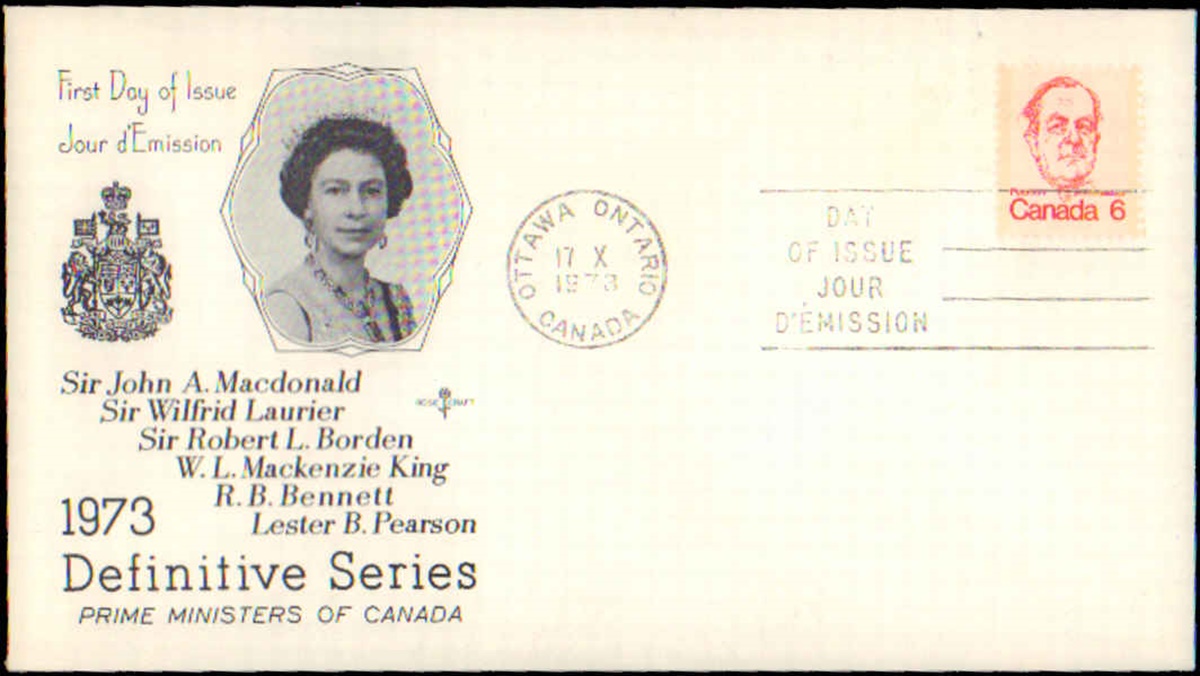 First Day of Issue
Jour d'Emission
Sir John A. Macdonald
Sir Wilfrid Laurier
Sir Robert L. Borden
W. L. Mackenzie King
R. B. Bennett
Lester B. Pearson
1973
Definitive Series
PRIME MINISTERS OF CANADA
ROSE CRAFT
OTTAWA ONTARIO
17 X
1973
CANADA
DAY
OF ISSUE
JOUR
D'ÉMISSION
Canada 6